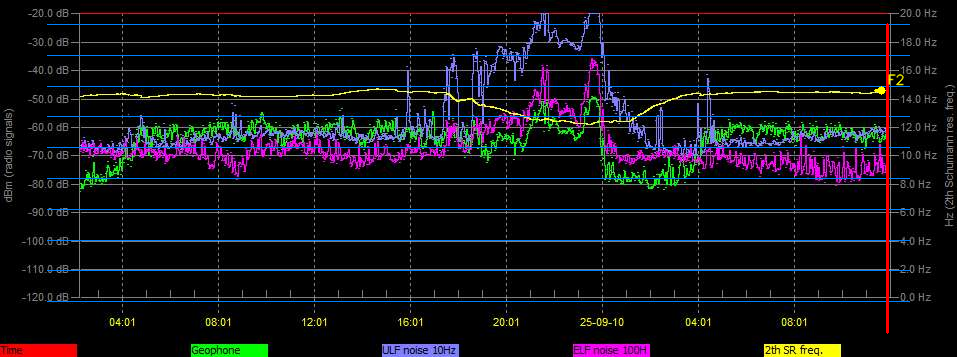 -20.0 dB 20.0 Hz
-30.0 dB 18.0 Hz
-40.0 dB 16.0 Hz
F2
-50.0 dB 14.0 Hz
-60.0 dB 12.0 Hz
-70.0 dB 10.0 Hz
-80.0 dB 8.0 Hz
-90.0 dB 6.0 Hz
-100.0 dB 4.0 Hz
-110.0 dB 2.0 Hz
-120.0 dB 0.0 Hz
dBm (radio signals)
Hz (2th Schumann res. freq.)
04:01 08:01 12:01 16:01 20:01 25-09-10 04:01 08:01
Time Geophone ULF noise 10Hz ELF noise 100H 2th SR freq.